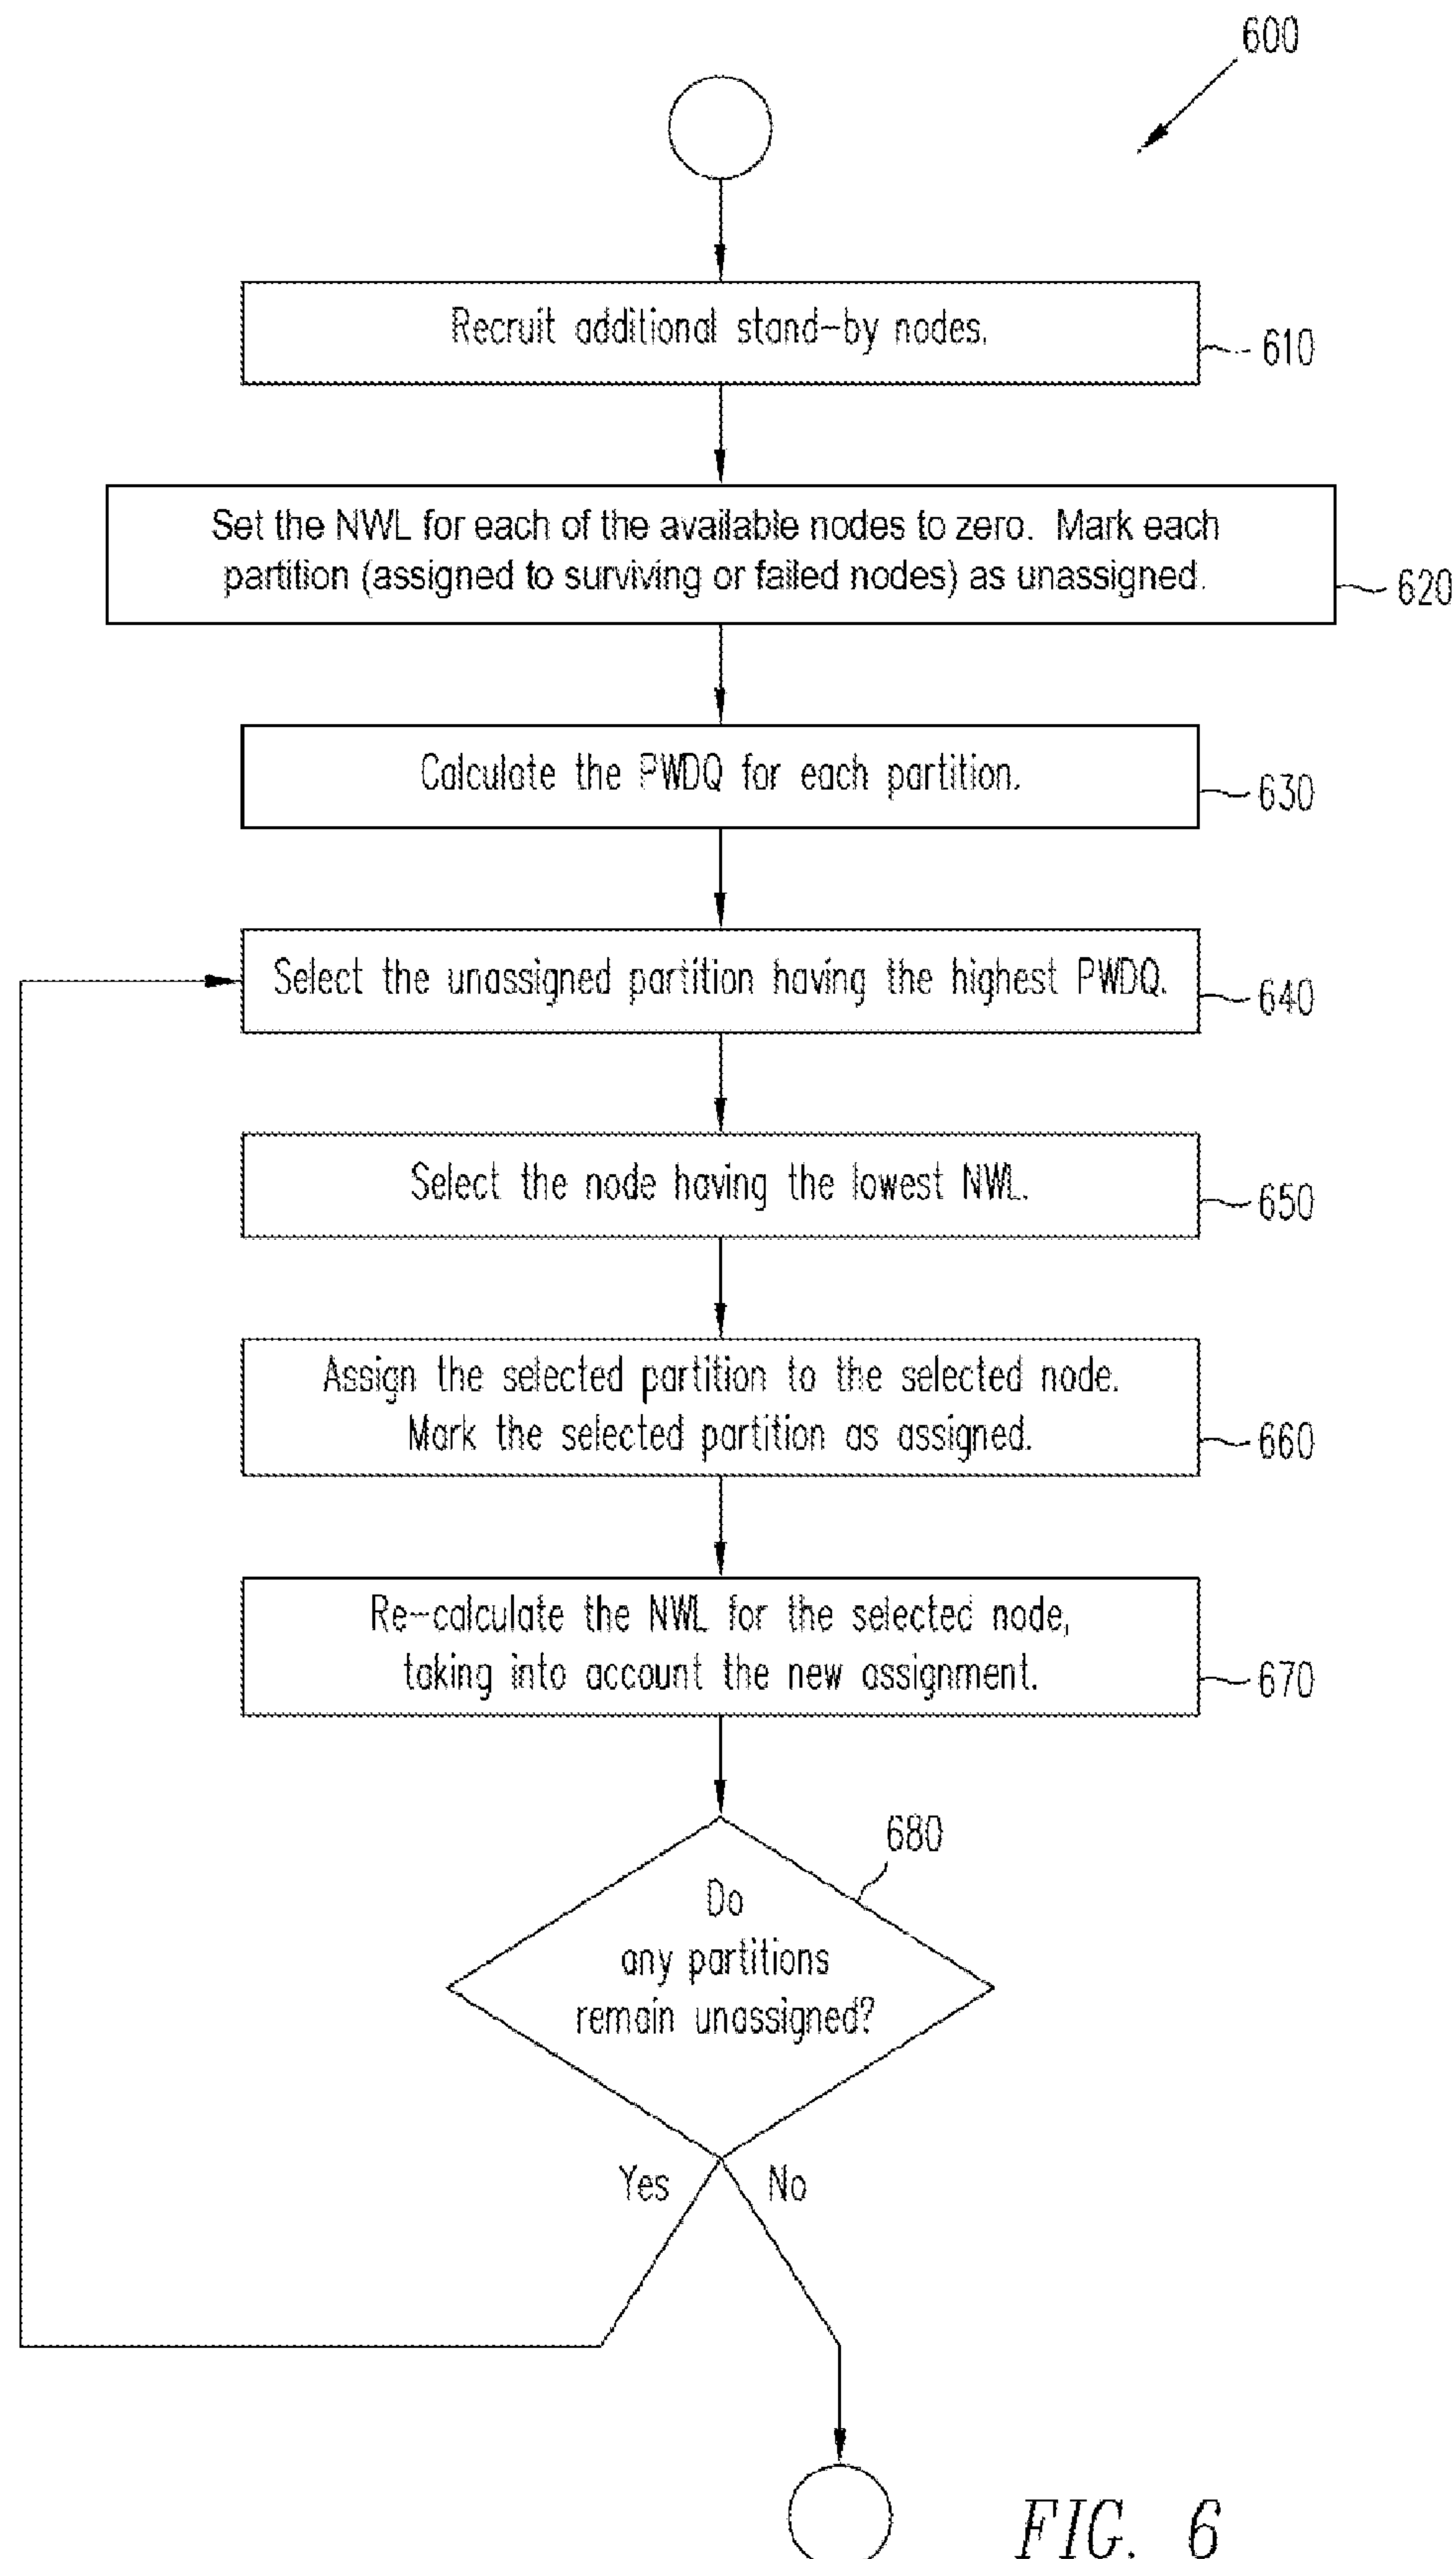 600
Recruit additional stand-by nodes.
610
Set the NWL for each of the available nodes to zero. Mark each
partition (assigned to surviving or failed nodes) as unassigned.
620
Calculate the PWDQ for each partition.
630
Select the unassigned partition having the highest PWDQ.
640
Select the node having the lowest NWL.
650
Assign the selected partition to the selected node.
Mark the selected partition as assigned.
660
Re-calculate the NWL for the selected node,
taking into account the new assignment.
670
680
Do
any partitions
remain unassigned?
Yes
No
FIG. 6